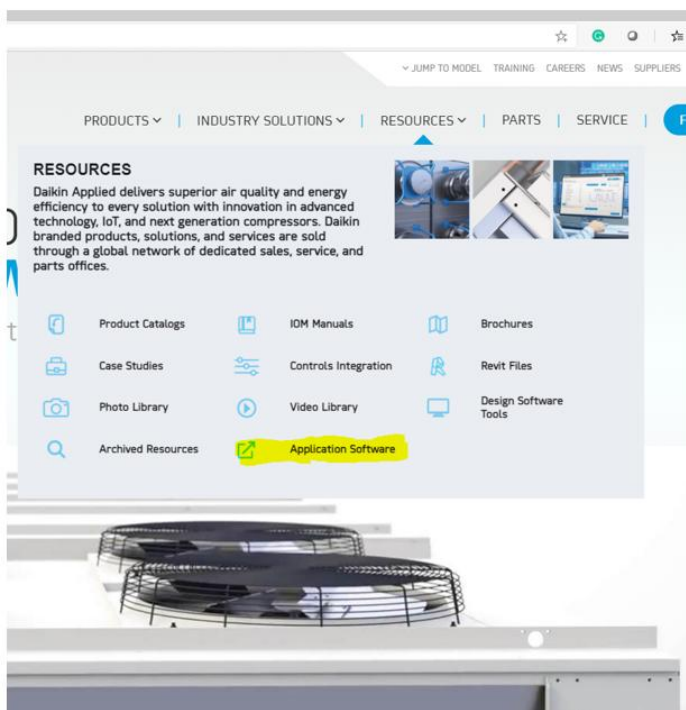 JUMP TO MODEL TRAINING CAREERS NEWS SUPPLIERS
PRODUCTS | INDUSTRY SOLUTIONS | RESOURCES | PARTS | SERVICE |
RESOURCES
Daikin Applied delivers superior air quality and energy
efficiency to every solution with innovation in advanced
technology, IoT, and next generation compressors. Daikin
branded products, solutions, and services are sold
through a global network of dedicated sales, service, and
parts offices.
Product Catalogs
IOM Manuals
Brochures
Case Studies
Controls Integration
Revit Files
Photo Library
Video Library
Design Software
Tools
Archived Resources
Application Software